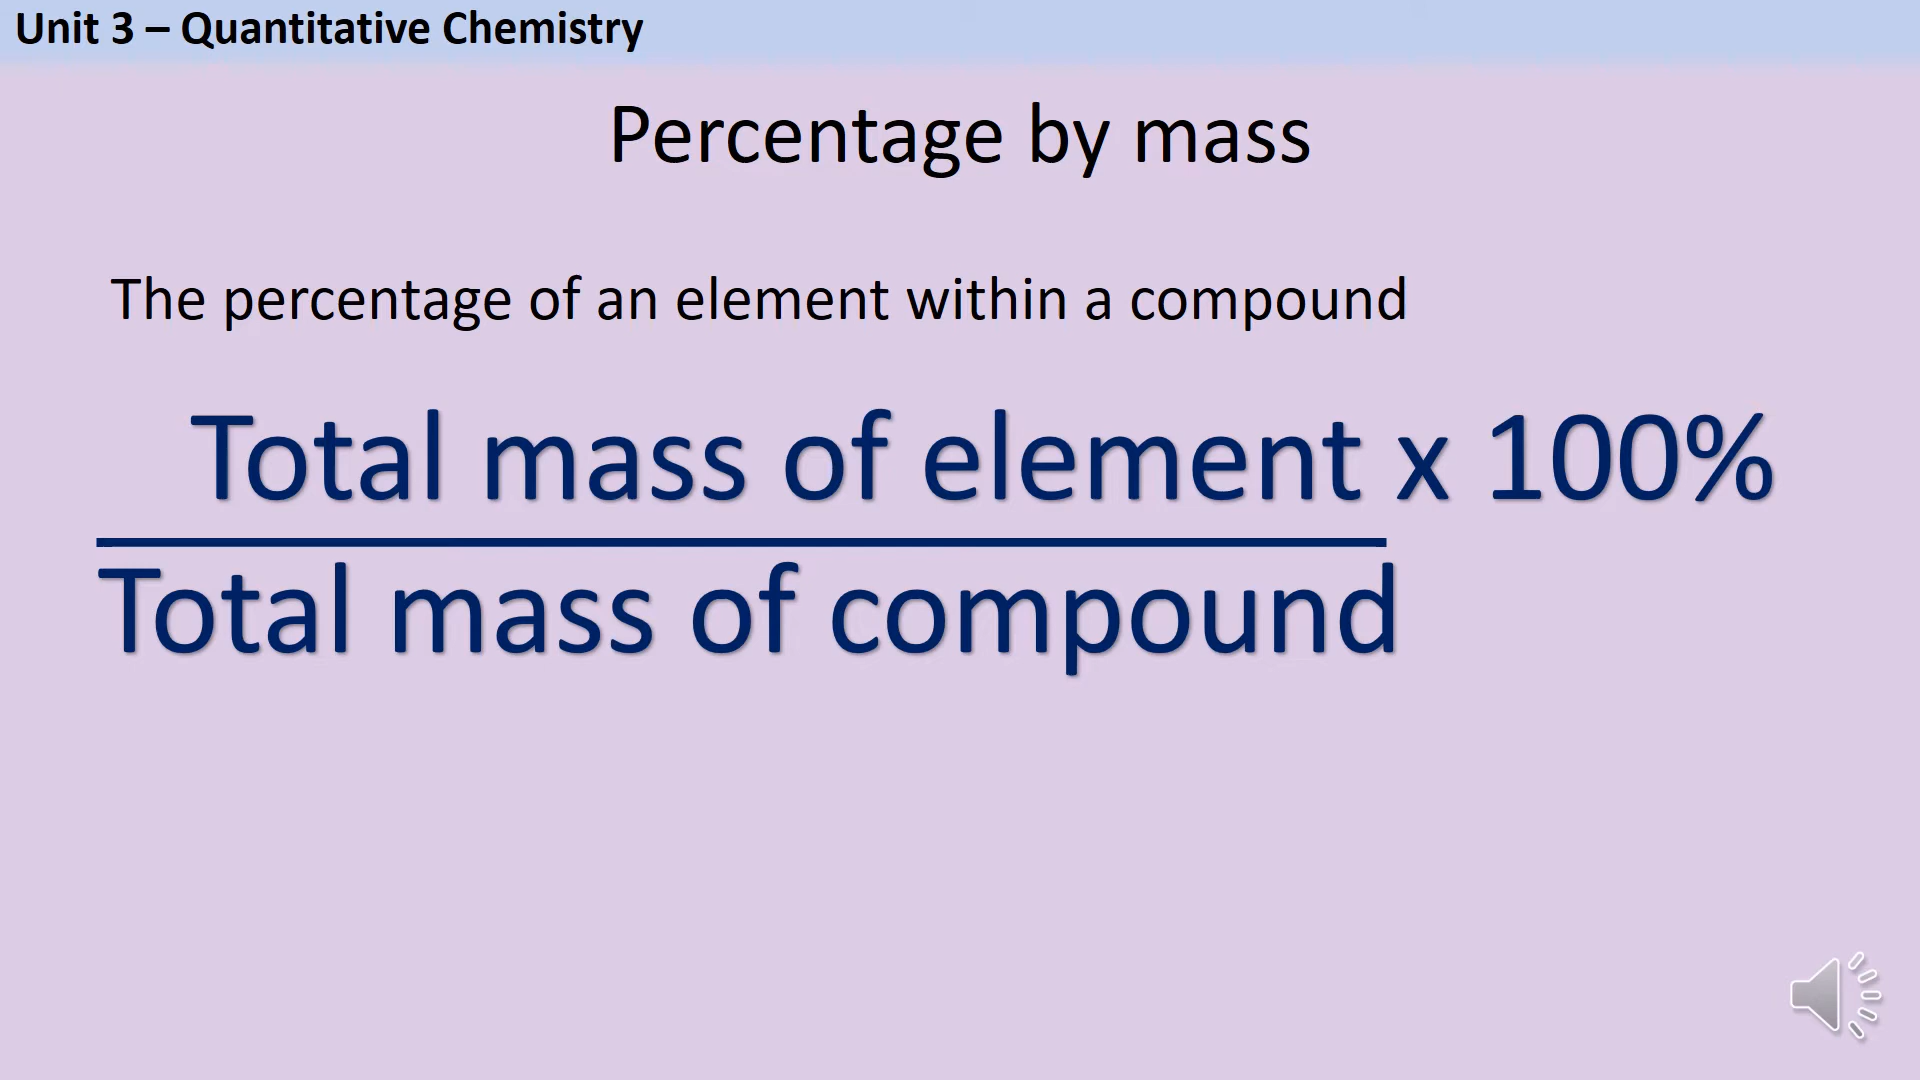 Unit 3 – Quantitative Chemistry
Percentage by mass
The percentage of an element within a compound
Total mass of element x 100%
Total mass of compound